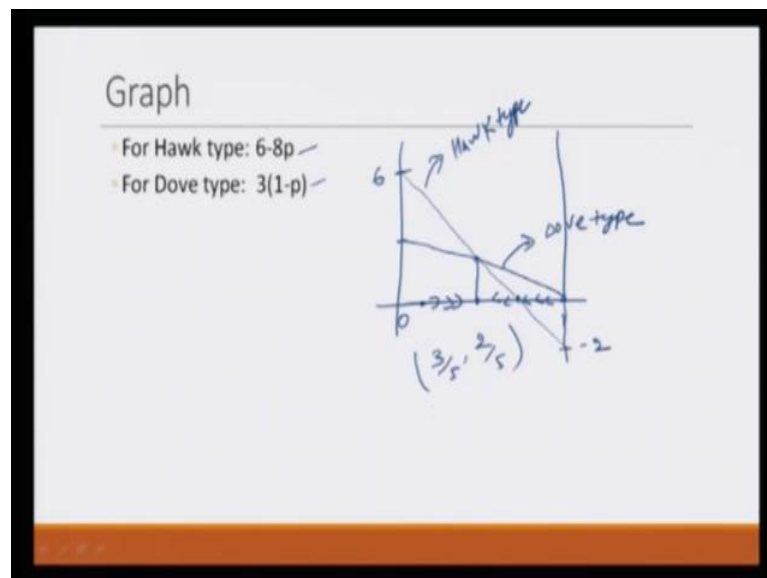 Graph
For Hawk type: 6-8p
For Dove type: 3(1-p)
Hawk type
6
Dove type
0
-2
(3/5, 2/5)